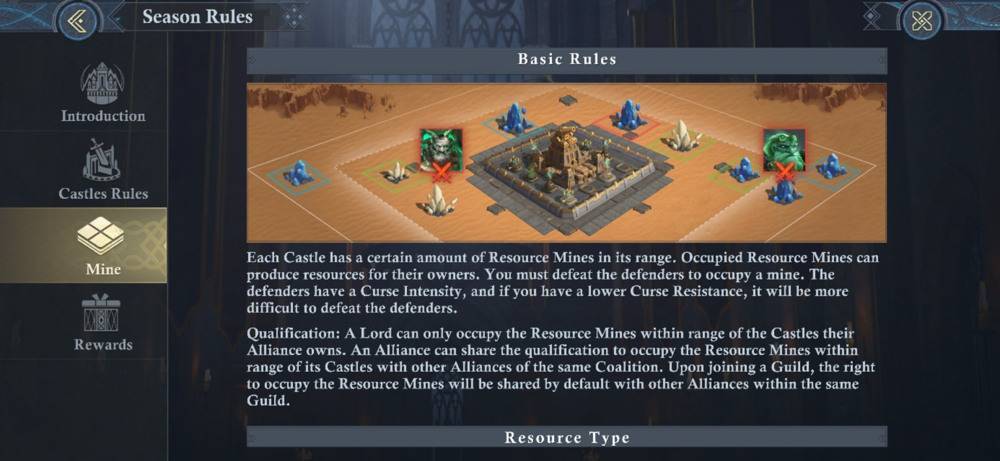 Season Rules
Introduction
Castles Rules
Mine
Rewards
Basic Rules
Each Castle has a certain amount of Resource Mines in its range. Occupied Resource Mines can
produce resources for their owners. You must defeat the defenders to occupy a mine. The
defenders have a Curse Intensity, and if you have a lower Curse Resistance, it will be more
difficult to defeat the defenders.
Qualification: A Lord can only occupy the Resource Mines within range of the Castles their
Alliance owns. An Alliance can share the qualification to occupy the Resource Mines within
range of its Castles with other Alliances of the same Coalition. Upon joining a Guild, the right
to occupy the Resource Mines will be shared by default with other Alliances within the same
Guild.
Resource Type